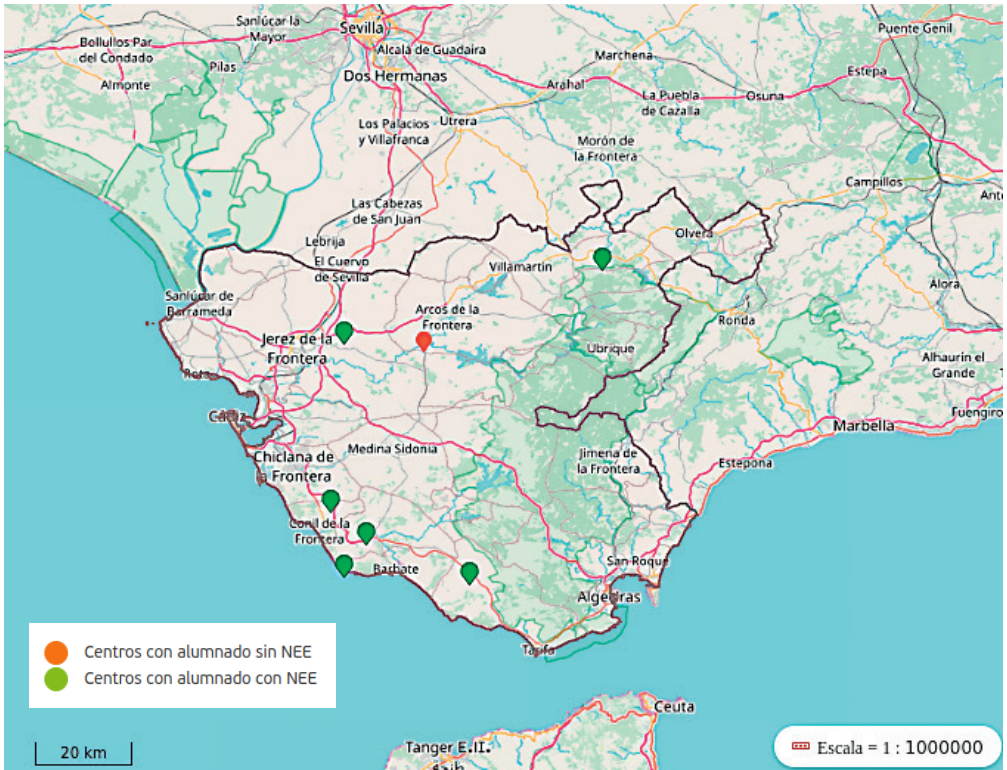 Sevilla
Sanlúcar la
Mayor
Puente Genil
Bollullos Par
del Condado
Pilas
Alcalá de Guadaira
Marchena
Estepa
Almonte
Dos Hermanas
Arahal
La Puebla
de Cazalla
Osuna
Los Palacios
y Villafranca
Utrera
Morón de
la Frontera
Campillos
Ant
Las Cabezas
de San Juan
Olvera
Lebrija
El Cuervo
de Sevilla
Villamartín
Alora
Sanlúcar de
Barrameda
Arcos de la
Frontera
Ronda
Jerez de la
Frontera
Ubrique
Alhaurín el
Grande
Rota
Cádiz
Fuengiro
Marbella
Chiclana de
la Frontera
Medina Sidonia
Jimena de
la Frontera
Estepona
Conil de la
Frontera
Barbate
San Roque
Algeciras
Tarifa
Centros con alumnado sin NEE
Centros con alumnado con NEE
Ceuta
20 km
Tanger E.I.I.
Escala = 1 : 1000000